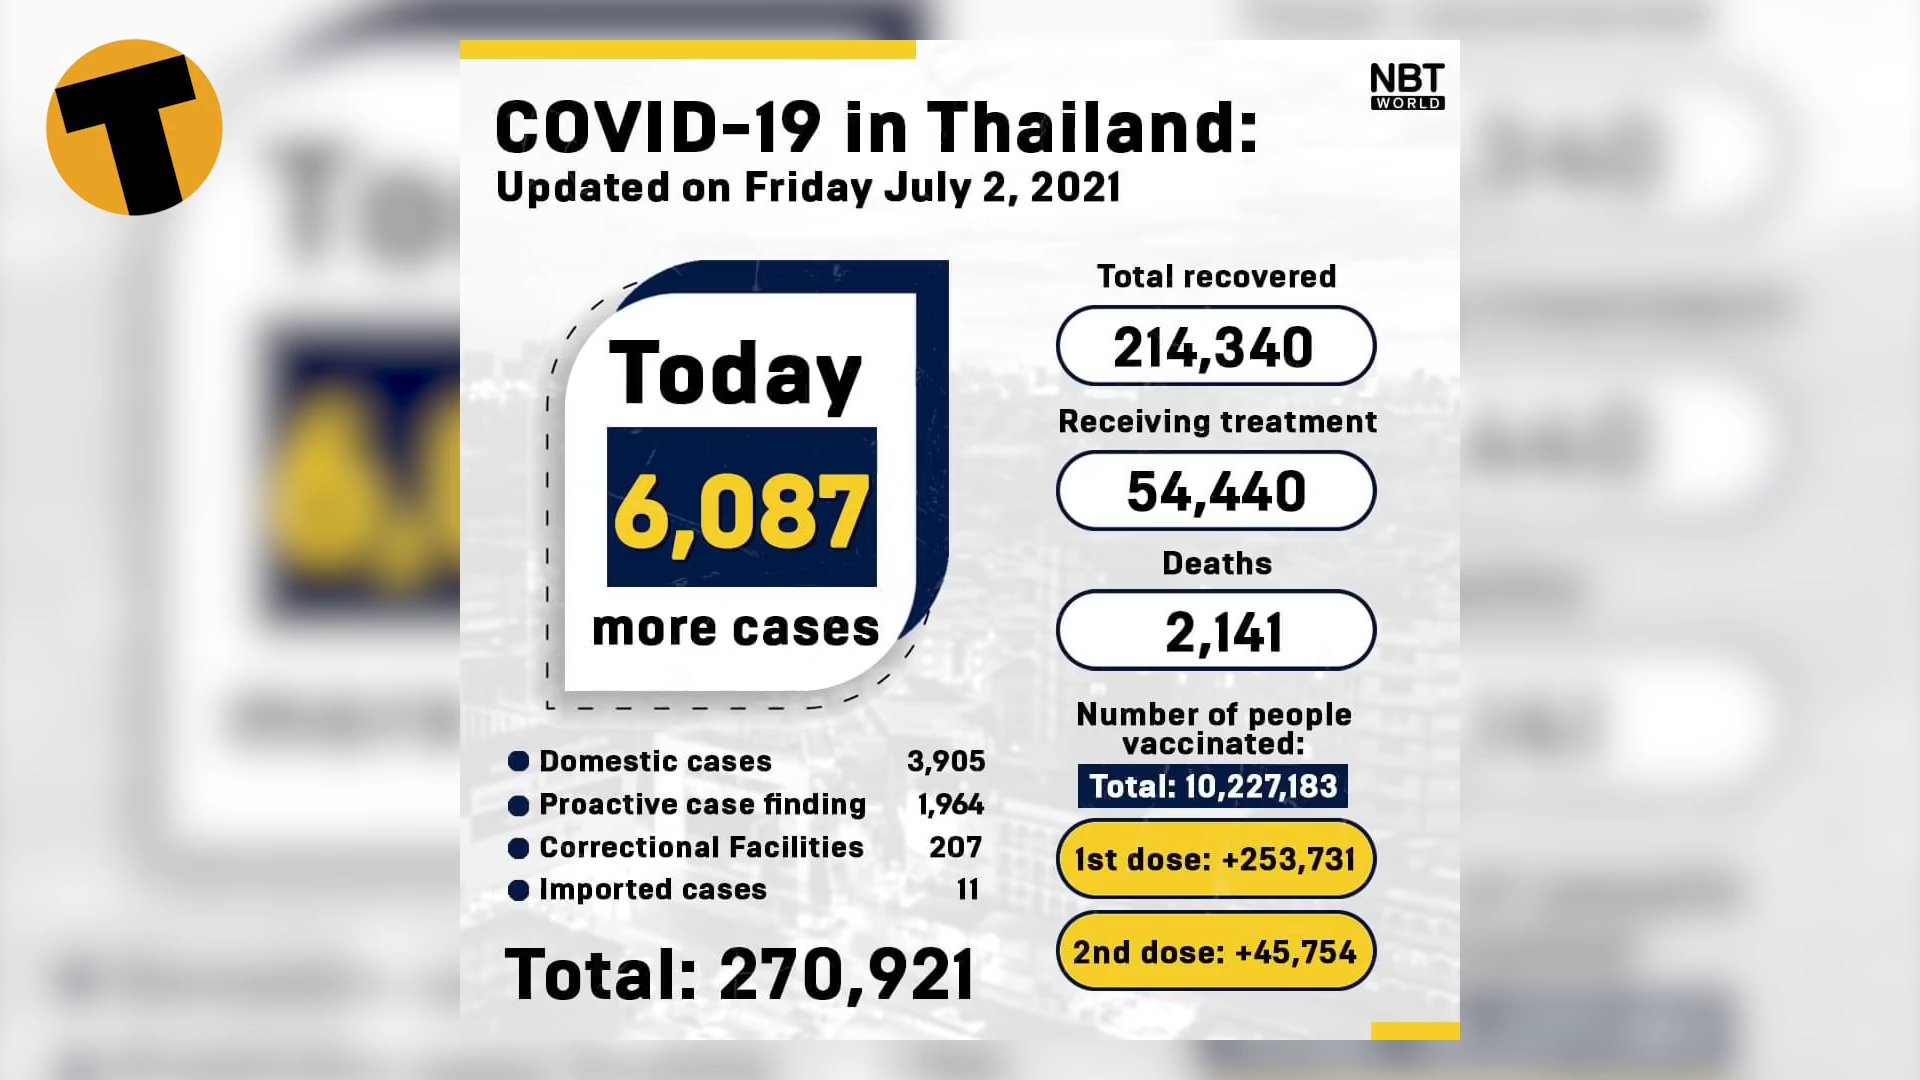 T
NBT
WORLD
COVID-19 in Thailand:
Updated on Friday July 2, 2021
Today
6,087
more cases
Domestic cases 3,905
Proactive case finding 1,964
Correctional Facilities 207
Imported cases 11
Total: 270,921
Total recovered
214,340
Receiving treatment
54,440
Deaths
2,141
Number of people
vaccinated:
Total: 10,227,183
1st dose: +253,731
2nd dose: +45,754